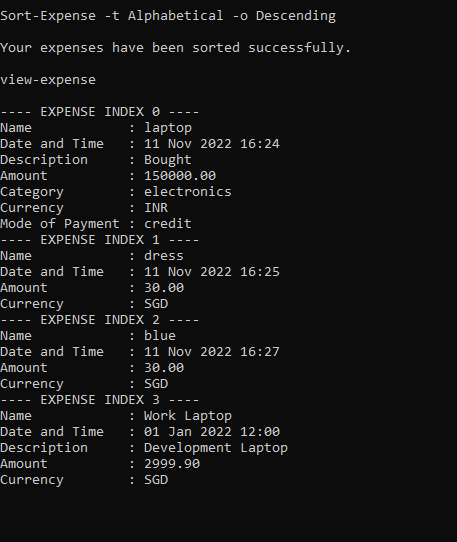 Sort-Expense -t Alphabetical -o Descending
Your expenses have been sorted successfully.
view-expense
---- EXPENSE INDEX 0 ----
Name            : laptop
Date and Time   : 11 Nov 2022 16:24
Description     : Bought
Amount          : 150000.00
Category        : electronics
Currency        : INR
Mode of Payment : credit
---- EXPENSE INDEX 1 ----
Name            : dress
Date and Time   : 11 Nov 2022 16:25
Amount          : 30.00
Currency        : SGD
---- EXPENSE INDEX 2 ----
Name            : blue
Date and Time   : 11 Nov 2022 16:27
Amount          : 30.00
Currency        : SGD
---- EXPENSE INDEX 3 ----
Name            : Work Laptop
Date and Time   : 01 Jan 2022 12:00
Description     : Development Laptop
Amount          : 2999.90
Currency        : SGD